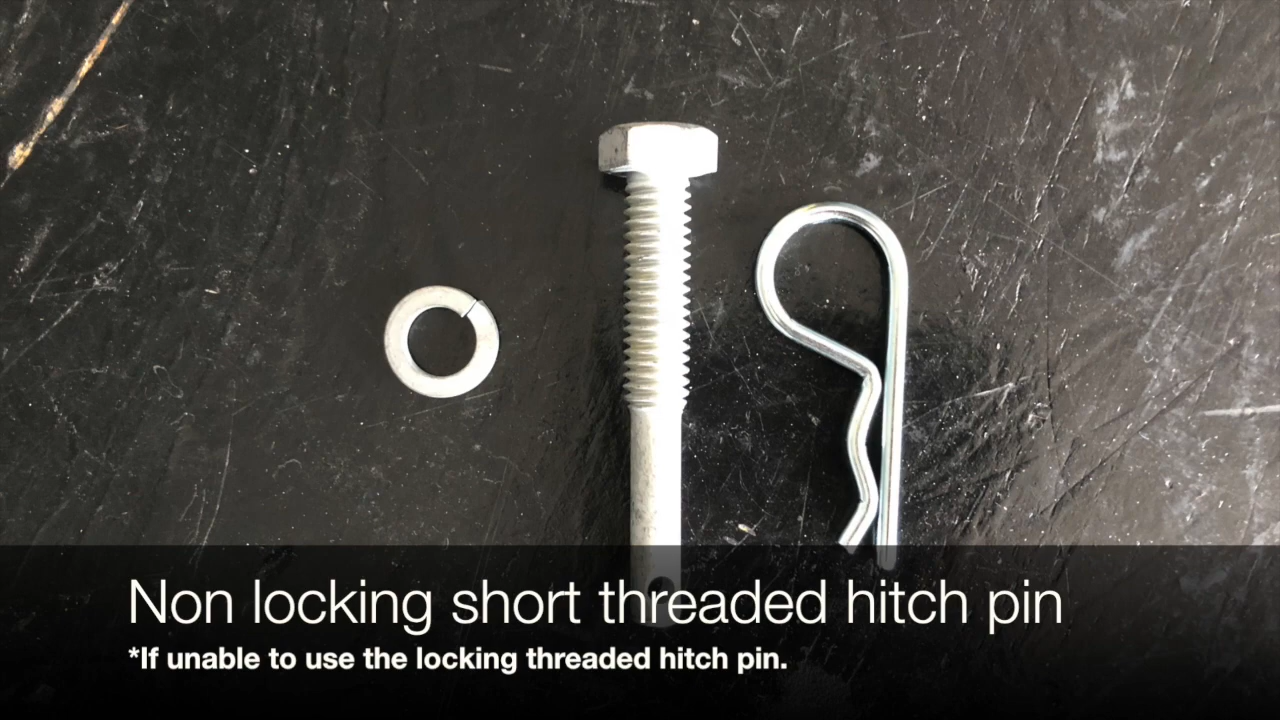 Non locking short threaded hitch pin
*If unable to use the locking threaded hitch pin.